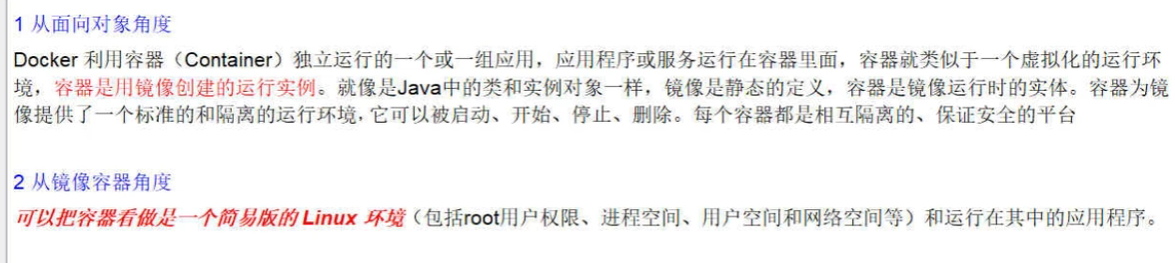 1 从面向对象角度
Docker 利用容器（Container）独立运行的一个或一组应用，应用程序或服务运行在容器里面，容器就类似于一个虚拟化的运行环
境，容器是用镜像创建的运行实例。就像是Java中的类和实例对象一样，镜像是静态的定义，容器是镜像运行时的实体。容器为镜
像提供了一个标准的和隔离的运行环境，它可以被启动、开始、停止、删除。每个容器都是相互隔离的、保证安全的平台
2 从镜像容器角度
可以把容器看做是一个简易版的 Linux 环境（包括root用户权限、进程空间、用户空间和网络空间等）和运行在其中的应用程序。